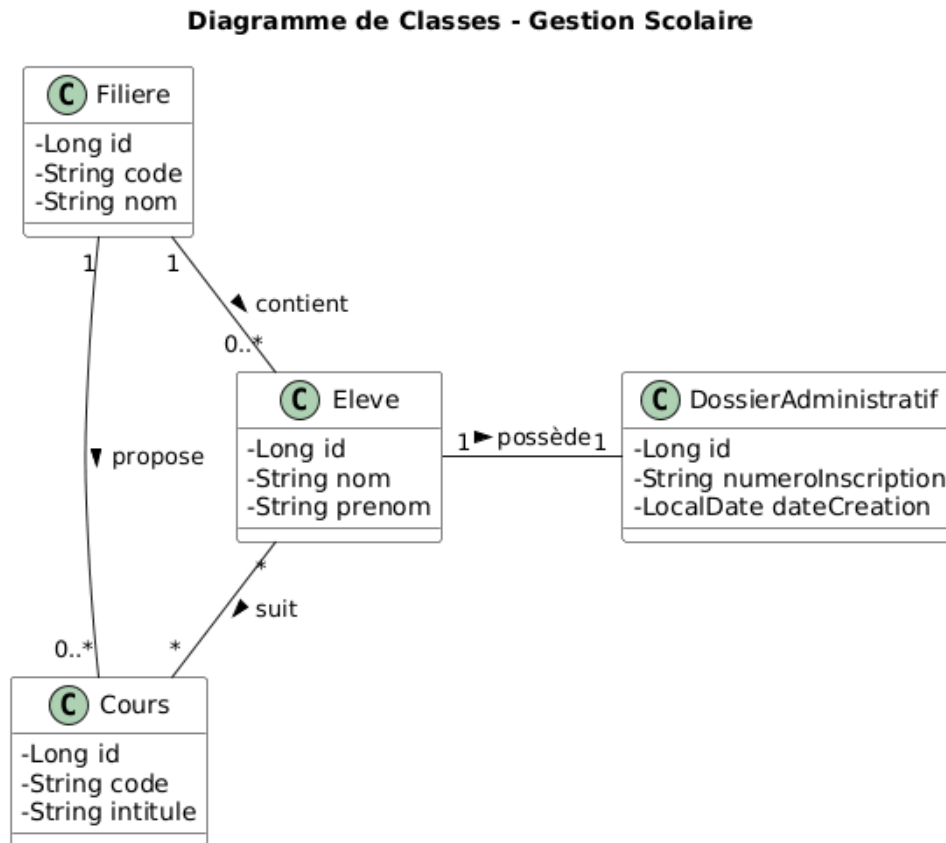 Diagramme de Classes - Gestion Scolaire
C Filiere
-Long id
-String code
-String nom
1 1
contient
0..*
C Eleve
-Long id
-String nom
-String prenom
1 possède 1
C DossierAdministratif
-Long id
-String numeroInscription
-LocalDate dateCreation
propose
*
suit
0..* *
C Cours
-Long id
-String code
-String intitule